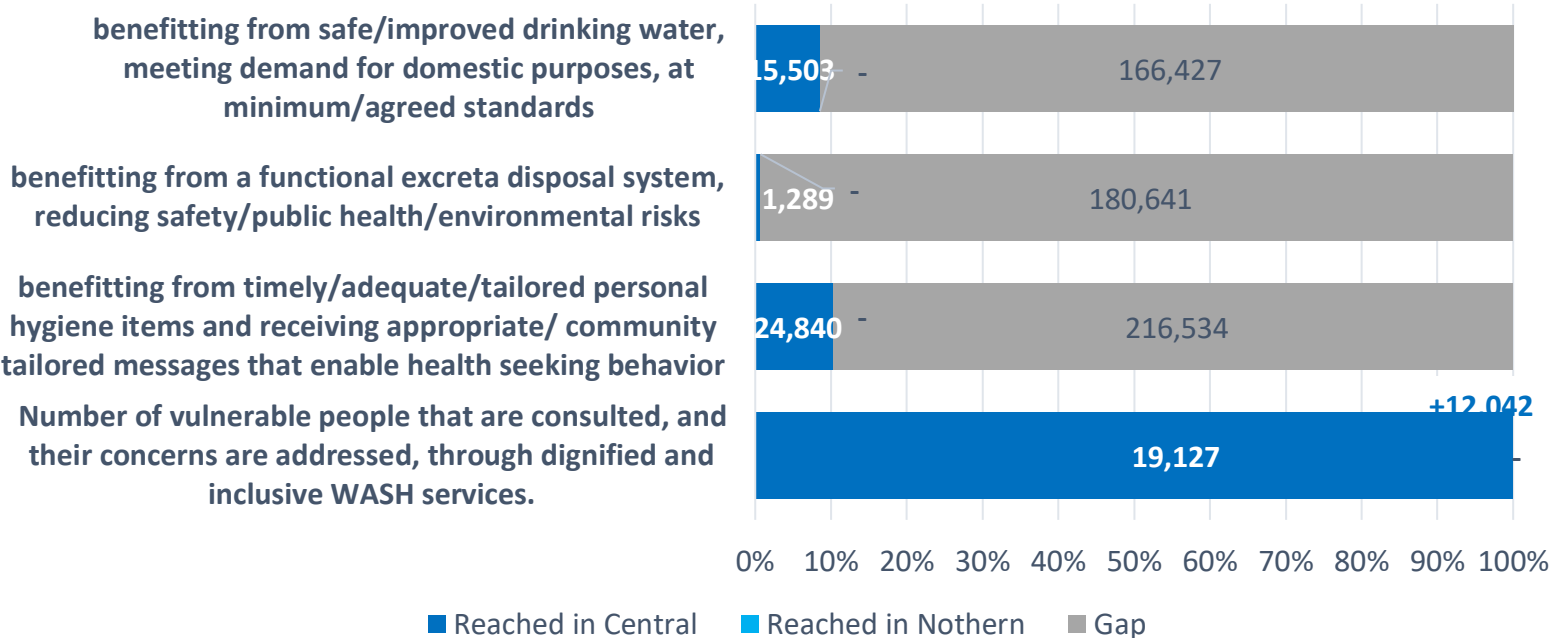 benefitting from safe/improved drinking water,
meeting demand for domestic purposes, at
minimum/agreed standards
15,503
-
166,427
benefitting from a functional excreta disposal system,
reducing safety/public health/environmental risks
1,289
-
180,641
benefitting from timely/adequate/tailored personal
hygiene items and receiving appropriate/ community
tailored messages that enable health seeking behavior
24,840
-
216,534
Number of vulnerable people that are consulted, and
their concerns are addressed, through dignified and
inclusive WASH services.
+12,042
19,127
-
0% 10% 20% 30% 40% 50% 60% 70% 80% 90% 100%
Reached in Central Reached in Nothern Gap